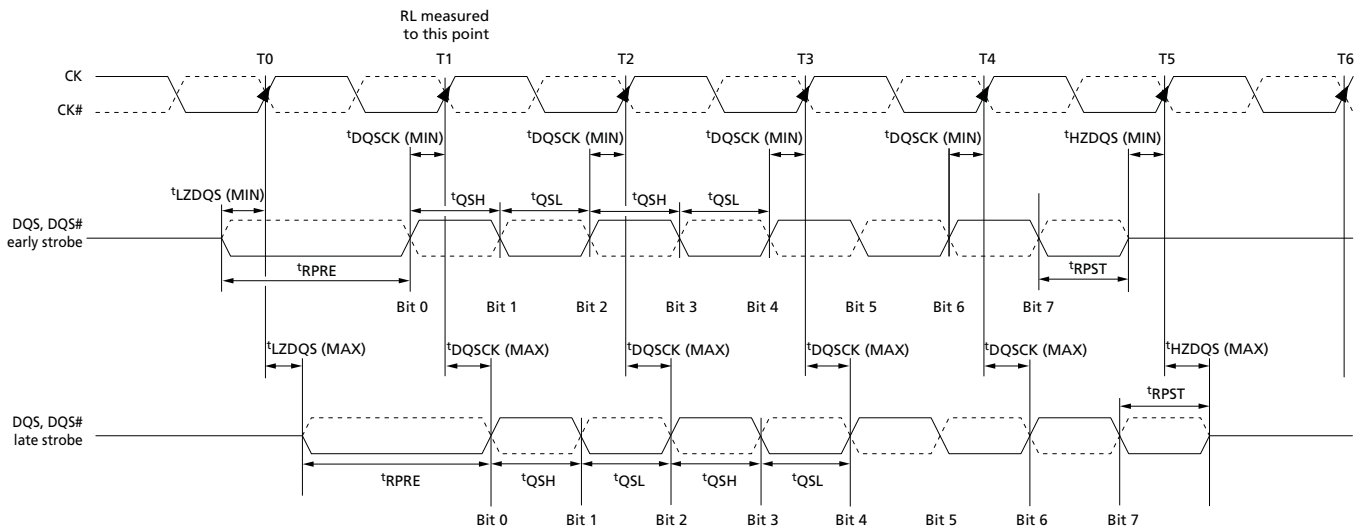 RL measured
to this point
T0 T1 T2 T3 T4 T5 T6
CK
CK#
tDQSCK (MIN) tDQSCK (MIN) tDQSCK (MIN) tDQSCK (MIN) tHZDQS (MIN)
tLZDQS (MIN) tQSH tQSL tQSH tQSL
DQS, DQS#
early strobe
tRPRE tRPST
Bit 0 Bit 1 Bit 2 Bit 3 Bit 4 Bit 5 Bit 6 Bit 7
tLZDQS (MAX) tDQSCK (MAX) tDQSCK (MAX) tDQSCK (MAX) tDQSCK (MAX) tHZDQS (MAX)
tRPST
DQS, DQS#
late strobe
tRPRE tQSH tQSL tQSH tQSL
Bit 0 Bit 1 Bit 2 Bit 3 Bit 4 Bit 5 Bit 6 Bit 7